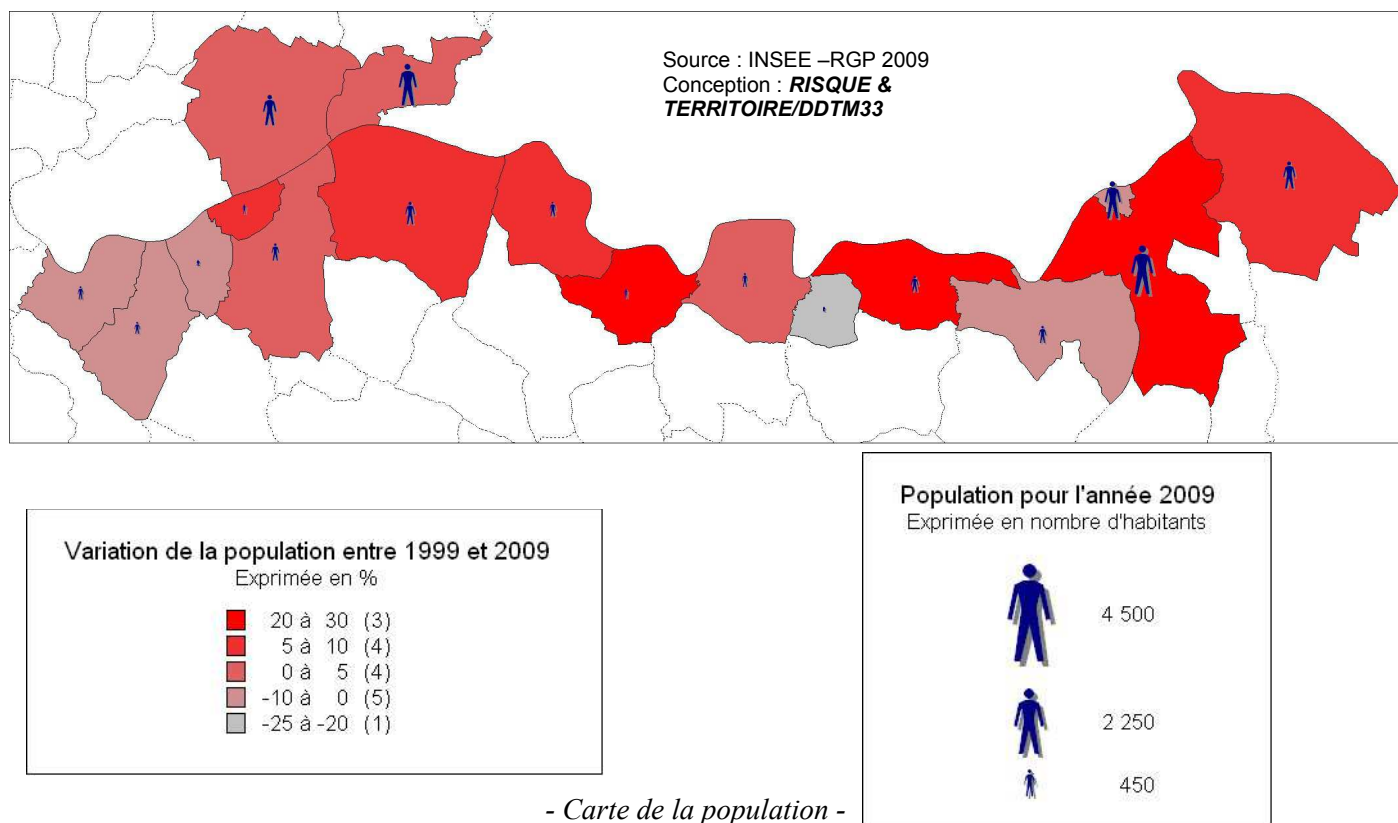 Source : INSEE –RGP 2009
Conception : RISQUE &
TERRITOIRE/DDTM33
Variation de la population entre 1999 et 2009
Exprimée en %
20 à 30 (3)
5 à 10 (4)
0 à 5 (4)
-10 à 0 (5)
-25 à -20 (1)
Population pour l'année 2009
Exprimée en nombre d'habitants
4 500
2 250
450
- Carte de la population -